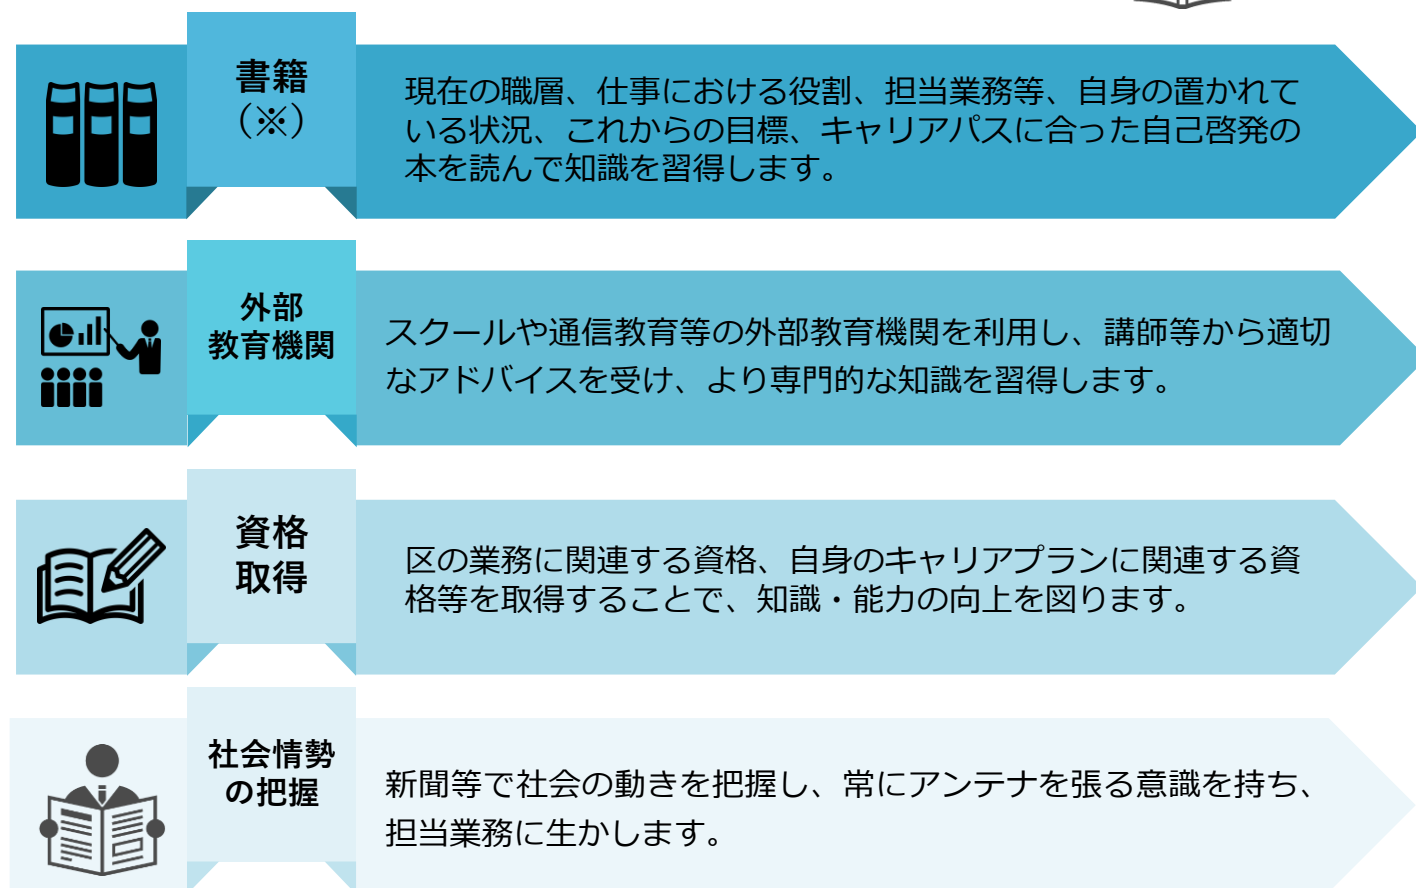 書籍
（※）
現在の職層、仕事における役割、担当業務等、自身の置かれて
いる状況、これからの目標、キャリアパスに合った自己啓発の
本を読んで知識を習得します。
外部
教育機関
スクールや通信教育等の外部教育機関を利用し、講師等から適切
なアドバイスを受け、より専門的な知識を習得します。
資格
取得
区の業務に関連する資格、自身のキャリアプランに関連する資
格等を取得することで、知識・能力の向上を図ります。
社会情勢
の把握
新聞等で社会の動きを把握し、常にアンテナを張る意識を持ち、
担当業務に生かします。